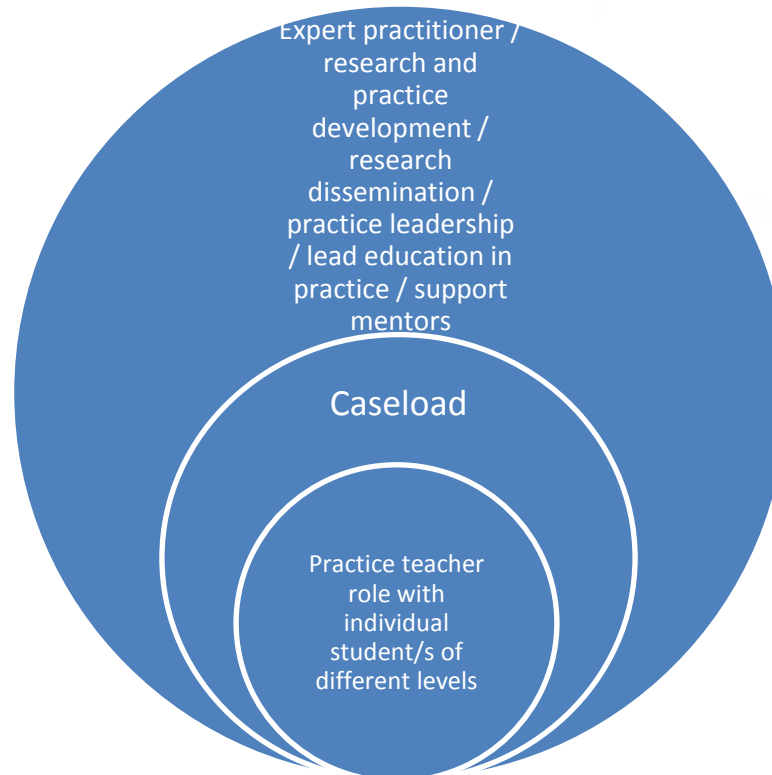 Expert practitioner /
research and
practice
development /
research
dissemination /
practice leadership
/ lead education in
practice / support
mentors
Caseload
Practice teacher
role with
individual
student/s of
different levels